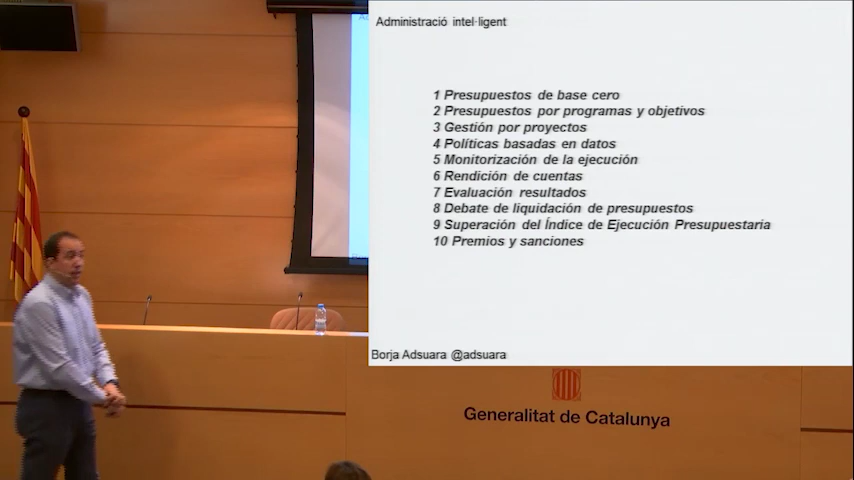 Administració intel·ligent
1 Presupuestos de base cero
2 Presupuestos por programas y objetivos
3 Gestión por proyectos
4 Políticas basadas en datos
5 Monitorización de la ejecución
6 Rendición de cuentas
7 Evaluación resultados
8 Debate de liquidación de presupuestos
9 Superación del Índice de Ejecución Presupuestaria
10 Premios y sanciones
Borja Adsuara @adsuara
Generalitat de Catalunya